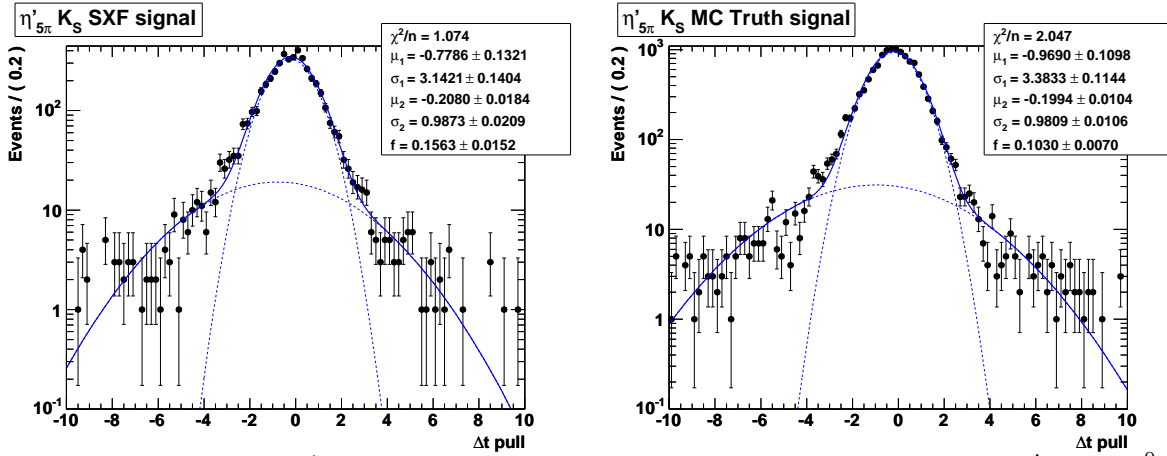 η'5π KS SXF signal
χ²/n = 1.074
μ1 = -0.7786 ± 0.1321
σ1 = 3.1421 ± 0.1404
μ2 = -0.2080 ± 0.0184
σ2 = 0.9873 ± 0.0209
f = 0.1563 ± 0.0152
Events / ( 0.2 )
10²
10
1
10⁻¹
-10 -8 -6 -4 -2 0 2 4 6 8 10
Δt pull
η'5π KS MC Truth signal
χ²/n = 2.047
μ1 = -0.9690 ± 0.1098
σ1 = 3.3833 ± 0.1144
μ2 = -0.1994 ± 0.0104
σ2 = 0.9809 ± 0.0106
f = 0.1030 ± 0.0070
Events / ( 0.2 )
10³
10²
10
1
10⁻¹
-10 -8 -6 -4 -2 0 2 4 6 8 10
Δt pull